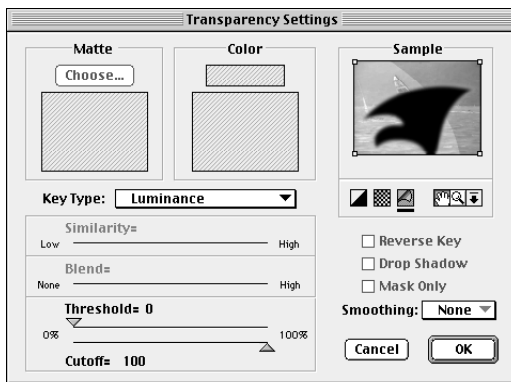 Transparency Settings
Matte
Choose...
Color
Sample
Key Type: Luminance
Similarity=
Low High
Blend=
None High
Threshold= 0
0% 100%
Cutoff= 100
Reverse Key
Drop Shadow
Mask Only
Smoothing: None
Cancel OK